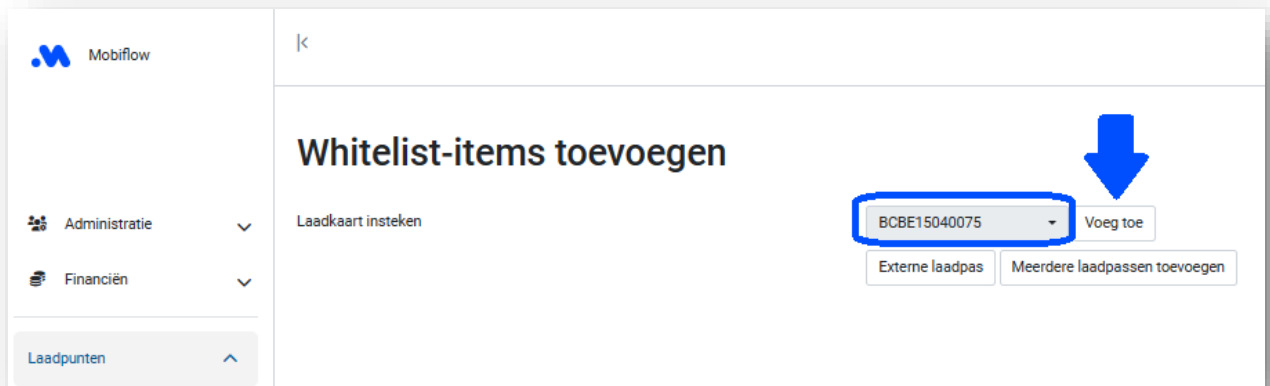 Mobiflow
Whitelist-items toevoegen
Administratie
Laadkaart insteken
BCBE15040075
Voeg toe
Financiën
Externe laadpas
Meerdere laadpassen toevoegen
Laadpunten